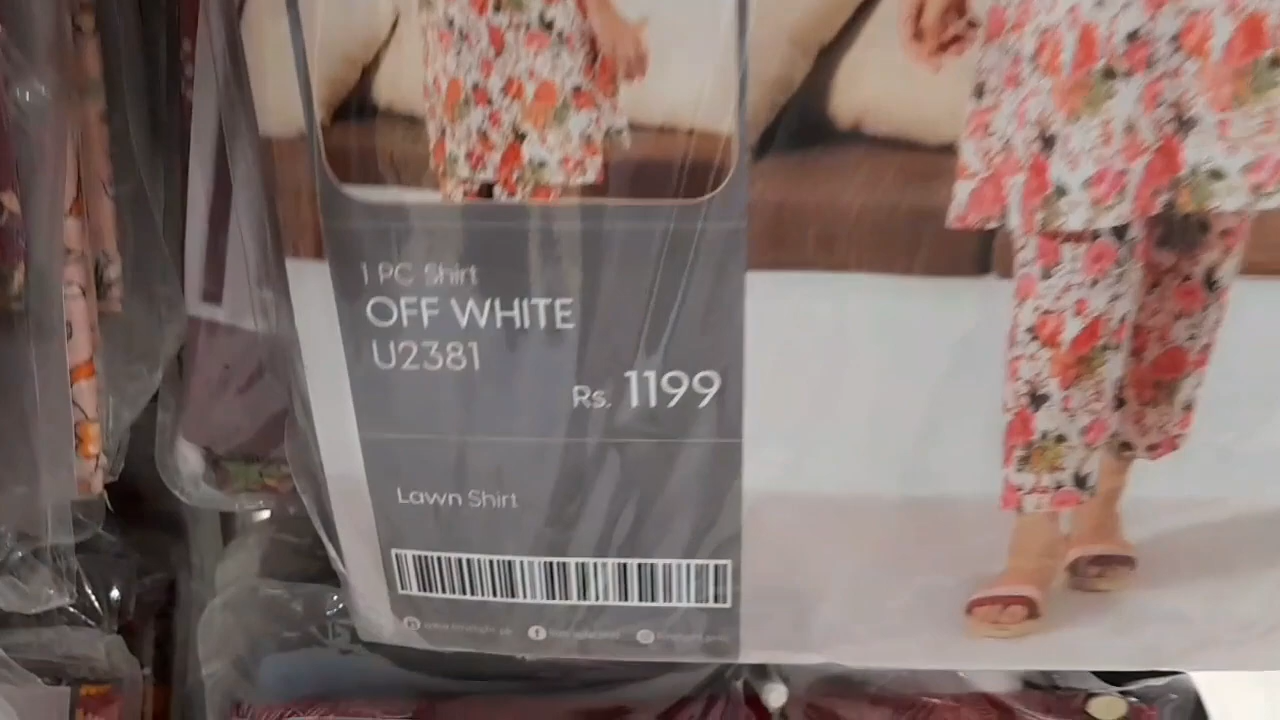 1 PC Shirt
OFF WHITE
U2381
Rs. 1199
Lawn Shirt